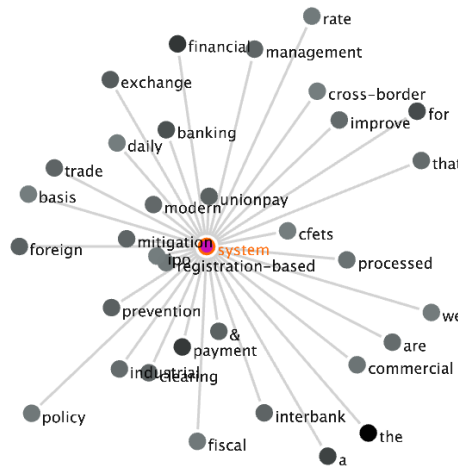 rate
financial
management
exchange
cross-border
for
improve
banking
daily
that
trade
basis
unionpay
modern
cfets
mitigation
foreign
system
ipo
registration-based
processed
prevention
we
&
are
payment
commercial
industrial
clearing
policy
interbank
the
fiscal
a